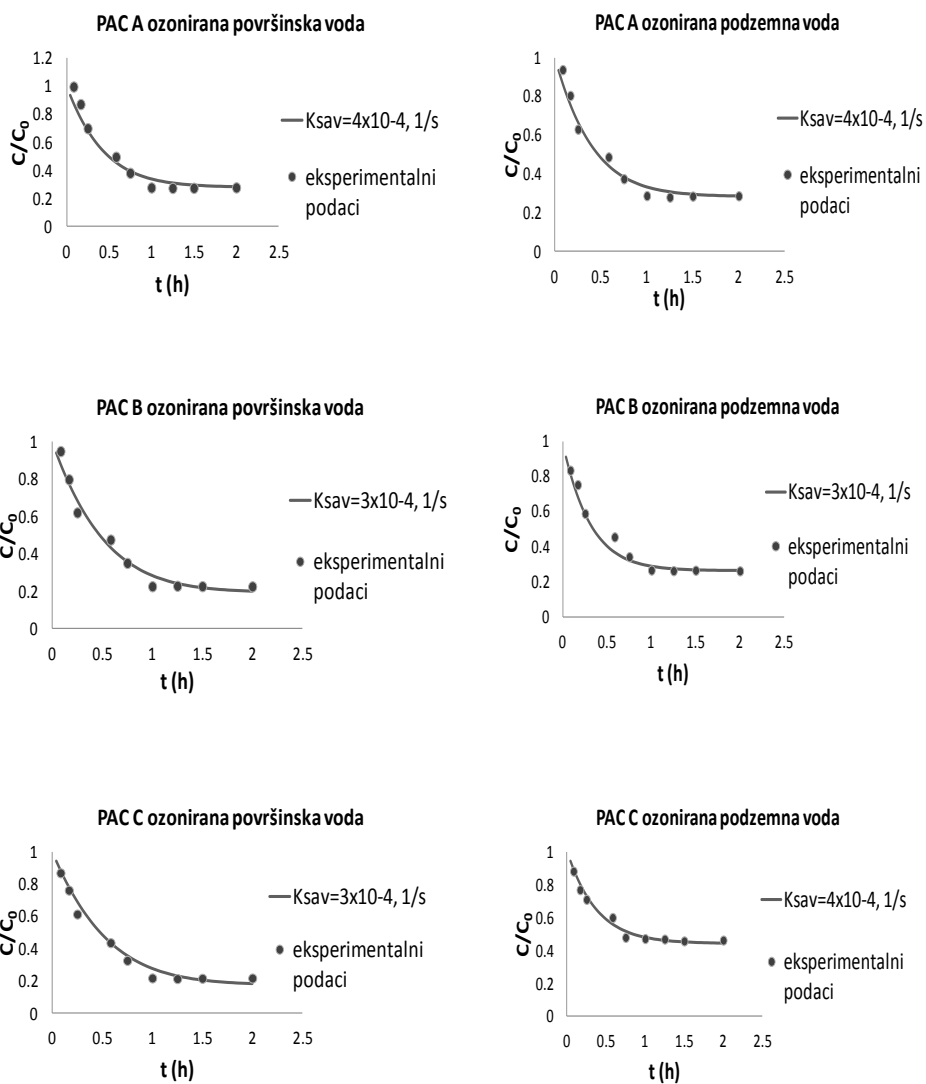 PAC A ozonirana površinska voda
1.2
1
0.8
0.6
0.4
0.2
0
C/C₀
0 0.5 1 1.5 2 2.5
t (h)
Ksav=4x10-4, 1/s
eksperimentalni
podaci
PAC A ozonirana podzemna voda
1
0.8
0.6
0.4
0.2
0
C/C₀
0 0.5 1 1.5 2 2.5
t (h)
Ksav=4x10-4, 1/s
eksperimentalni
podaci
PAC B ozonirana površinska voda
1
0.8
0.6
0.4
0.2
0
C/C₀
0 0.5 1 1.5 2 2.5
t (h)
Ksav=3x10-4, 1/s
eksperimentalni
podaci
PAC B ozonirana podzemna voda
1
0.8
0.6
0.4
0.2
0
C/C₀
0 0.5 1 1.5 2 2.5
t (h)
Ksav=3x10-4, 1/s
eksperimentalni
podaci
PAC C ozonirana površinska voda
1
0.8
0.6
0.4
0.2
0
C/C₀
0 0.5 1 1.5 2 2.5
t (h)
Ksav=3x10-4, 1/s
eksperimentalni
podaci
PAC C ozonirana podzemna voda
1
0.8
0.6
0.4
0.2
0
C/C₀
0 0.5 1 1.5 2 2.5
t (h)
Ksav=4x10-4, 1/s
eksperimentalni
podaci